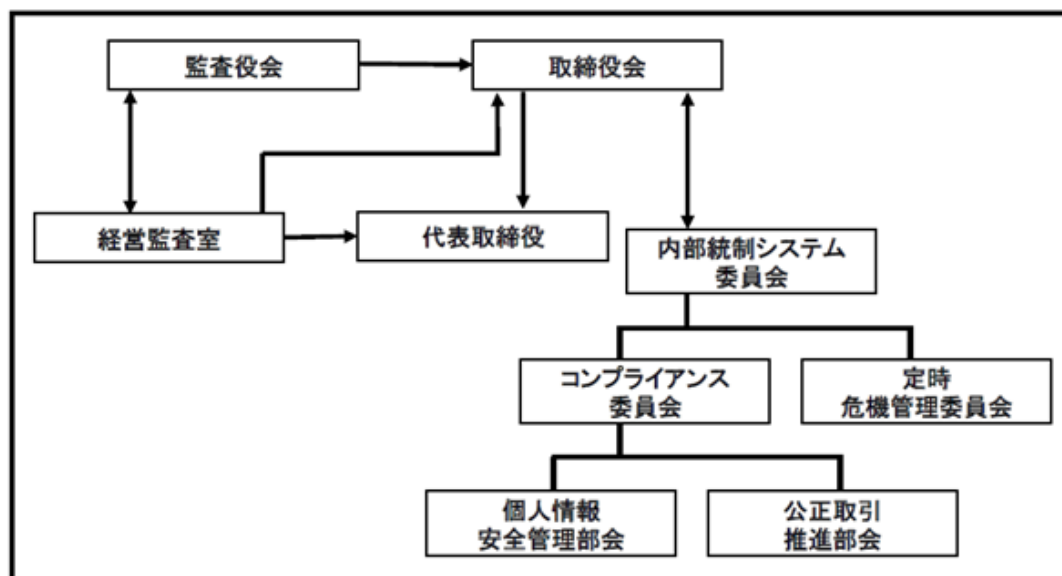 監査役会
取締役会
経営監査室
代表取締役
内部統制システム
委員会
コンプライアンス
委員会
定時
危機管理委員会
個人情報
安全管理部会
公正取引
推進部会